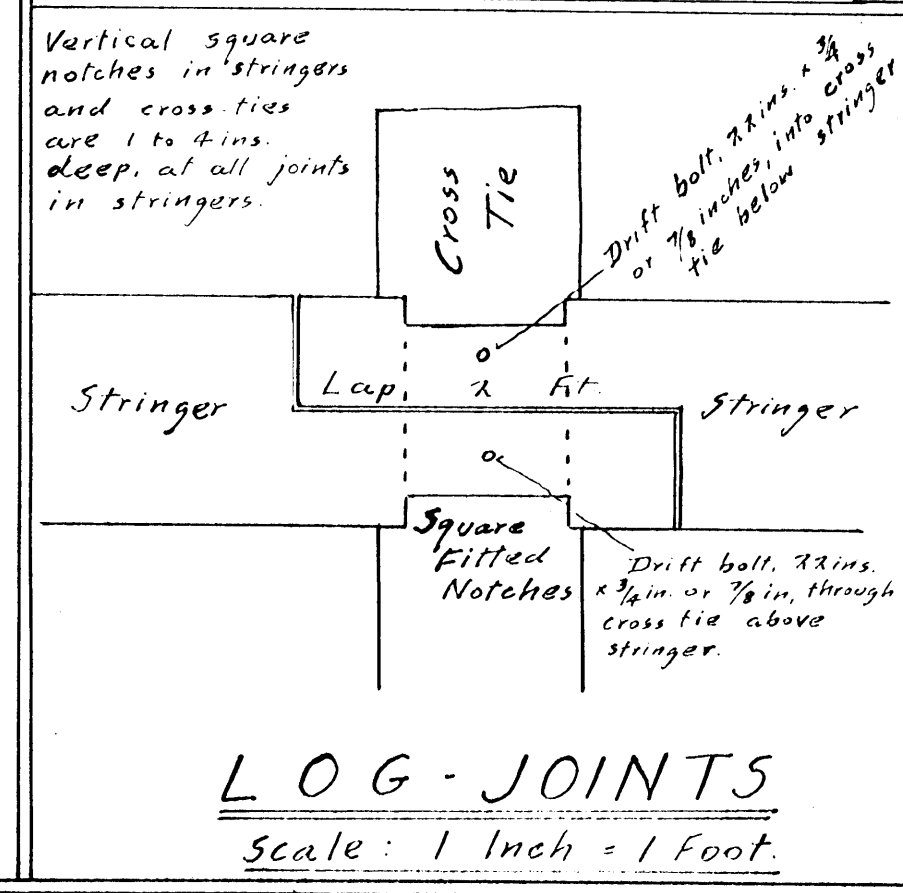 Vertical square
notches in stringers
and cross-ties
are 1 to 4 ins.
deep, at all joints
in stringers.
Drift bolt, 22 ins. x 3/4
or 7/8 inches, into cross
tie below stringer
Cross
Tie
Stringer
Lap 2 Ft.
Stringer
Square
Fitted
Notches
Drift bolt, 22 ins.
x 3/4 in. or 7/8 in, through
cross tie above
stringer.
LOG-JOINTS
Scale: 1 Inch = 1 Foot.